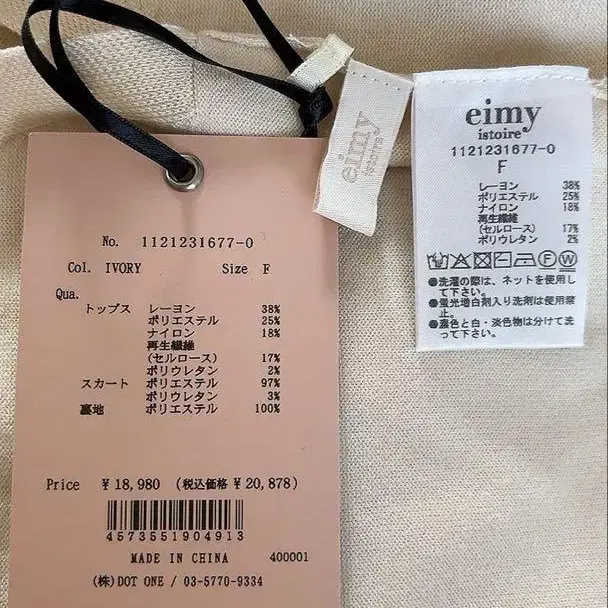 No. 1121231677-0
Col. IVORY Size F
Qua.
トップス レーヨン 38%
ポリエステル 25%
ナイロン 18%
再生繊維
(セルロース) 17%
ポリウレタン 2%
スカート ポリエステル 97%
ポリウレタン 3%
裏地 ポリエステル 100%
Price ¥18,980 (税込価格 ¥20,878)
4573551904913
MADE IN CHINA 400001
(株)DOT ONE / 03-5770-9334
eimy
istoire
eimy
istoire
1121231677-0
F
レーヨン 38%
ポリエステル 25%
ナイロン 18%
再生繊維
(セルロース) 17%
ポリウレタン 2%
●洗濯の際は、ネットを使用し
て下さい。
●蛍光増白剤入り洗剤は使用禁
止。
●濃色と白・淡色物は分けて洗
って下さい。